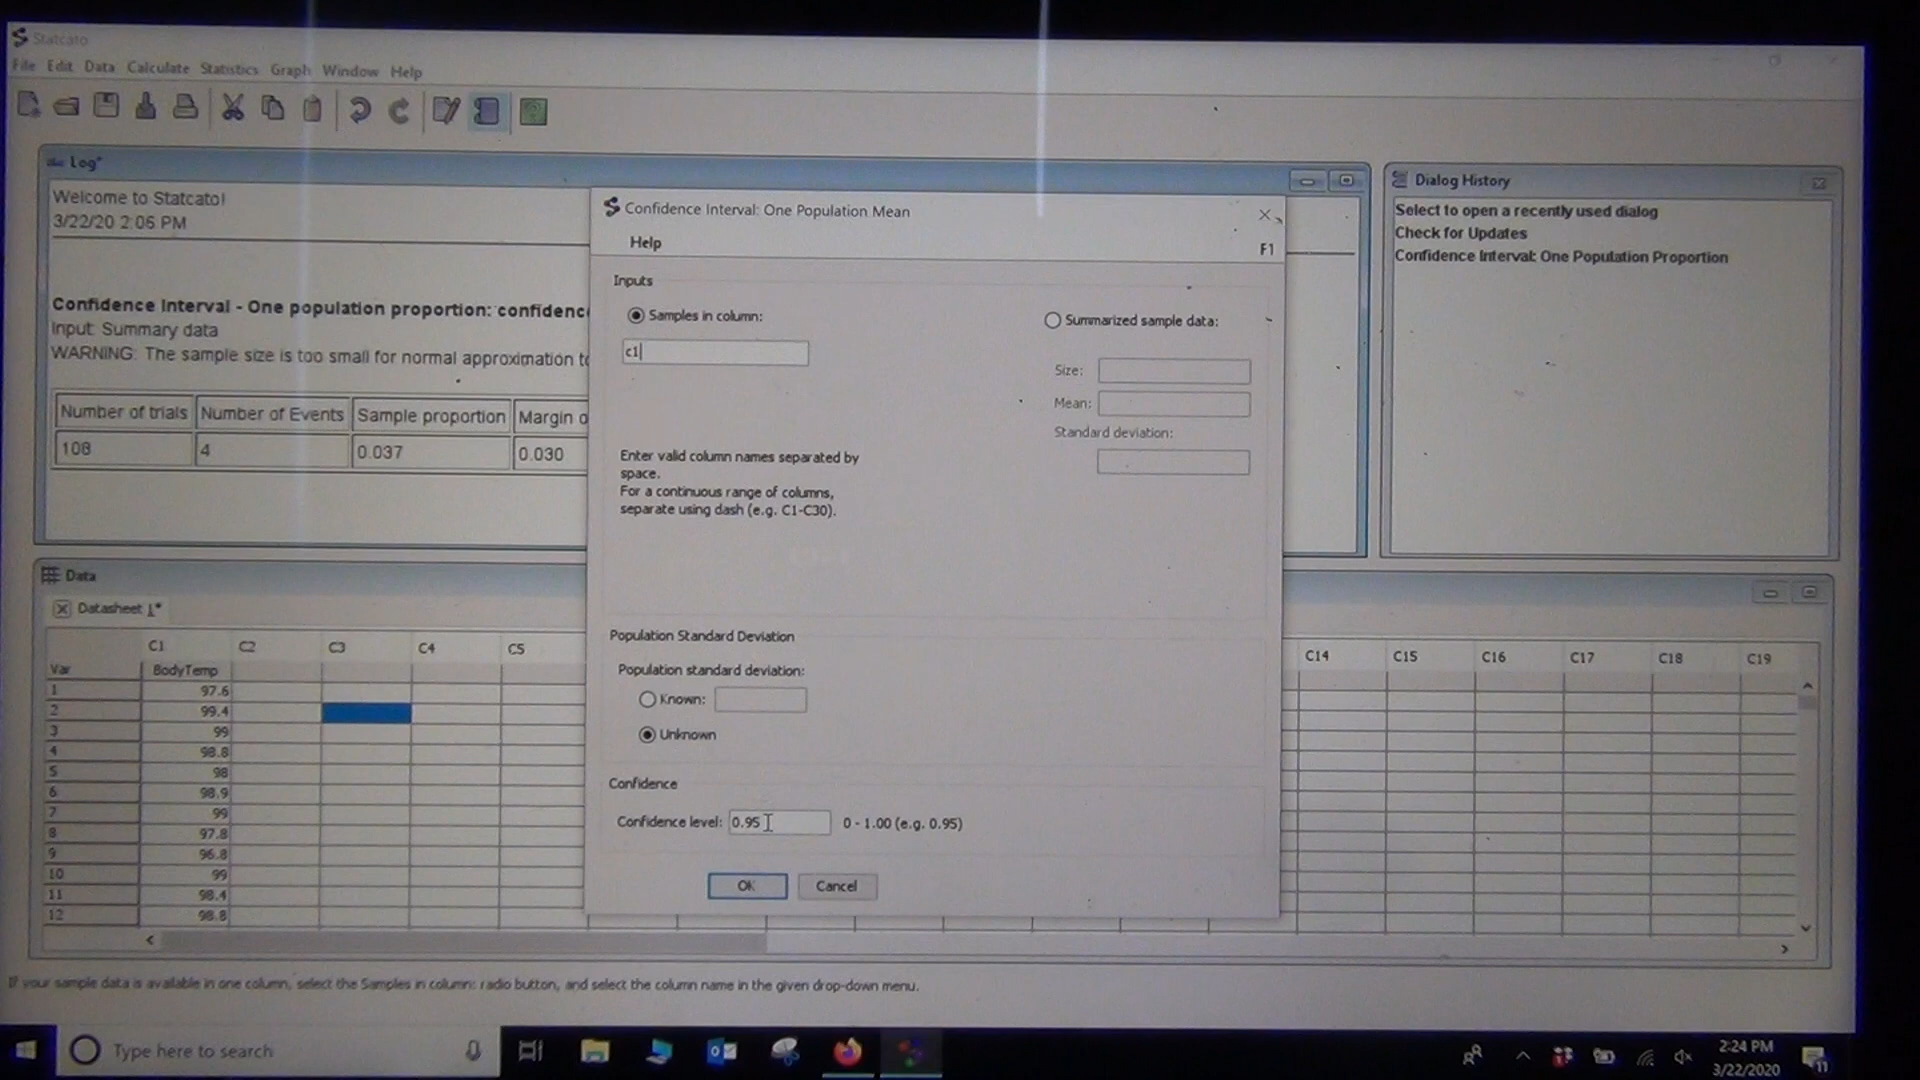 Statcato
File Edit Data Calculate Statistics Graph Window Help
Log*
Welcome to Statcato!
3/22/20 2:06 PM
Confidence Interval - One population proportion: confidenc
Input: Summary data
WARNING: The sample size is too small for normal approximation to
Number of trials Number of Events Sample proportion Margin o
108 4 0.037 0.030
Confidence Interval: One Population Mean
Help F1
Inputs
Samples in column:
c1
Enter valid column names separated by
space.
For a continuous range of columns,
separate using dash (e.g. C1-C30).
Summarized sample data:
Size:
Mean:
Standard deviation:
Population Standard Deviation
Population standard deviation:
Known:
Unknown
Confidence
Confidence level: 0.95 0 - 1.00 (e.g. 0.95)
OK Cancel
Dialog History
Select to open a recently used dialog
Check for Updates
Confidence Interval: One Population Proportion
Data
Datasheet 1*
C1 C2 C3 C4 C5 C14 C15 C16 C17 C18 C19
Var BodyTemp
1 97.6
2 99.4
3 99
4 98.8
5 98
6 98.9
7 99
8 97.8
9 96.8
10 99
11 98.4
12 98.8
If your sample data is available in one column, select the Samples in column: radio button, and select the column name in the given drop-down menu.
Type here to search
2:24 PM
3/22/2020
11